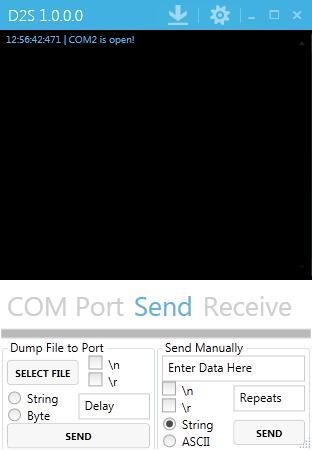 D2S 1.0.0.0
12:56:42:471 | COM2 is open!
COM Port Send Receive
Dump File to Port
SELECT FILE
\n
\r
String
Byte
Delay
SEND
Send Manually
Enter Data Here
\n
\r
Repeats
String
ASCII
SEND